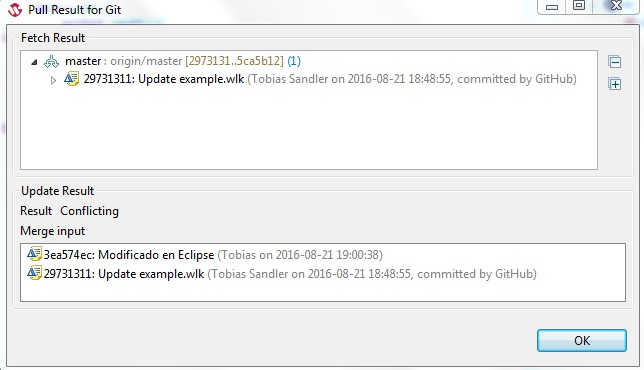 Pull Result for Git
Fetch Result
master : origin/master [2973131..5ca5b12] (1)
29731311: Update example.wlk (Tobias Sandler on 2016-08-21 18:48:55, committed by GitHub)
Update Result
Result Conflicting
Merge input
3ea574ec: Modificado en Eclipse (Tobias on 2016-08-21 19:00:38)
29731311: Update example.wlk (Tobias Sandler on 2016-08-21 18:48:55, committed by GitHub)
OK